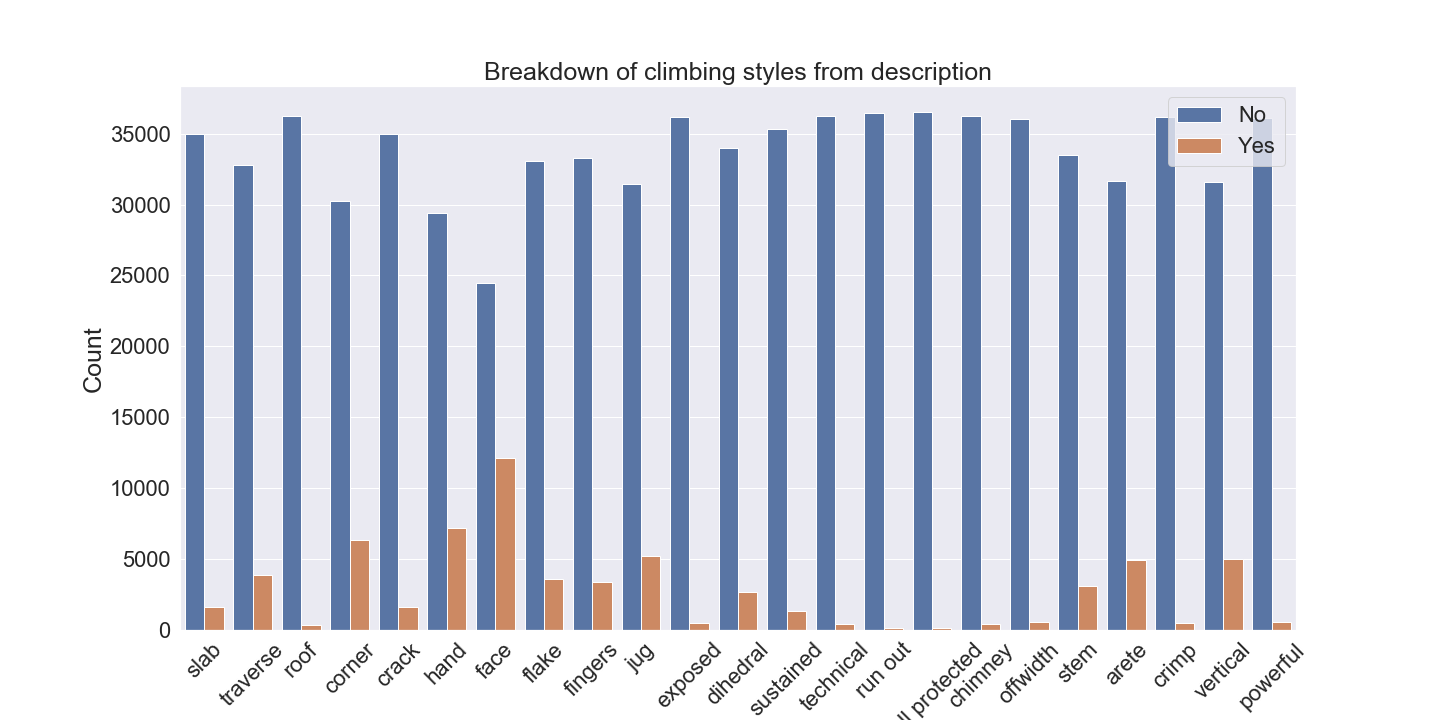 Breakdown of climbing styles from description
No
Yes
35000
30000
25000
20000
15000
10000
5000
0
Count
slab
traverse
roof
corner
crack
hand
face
flake
fingers
jug
exposed
dihedral
sustained
technical
run out
ll protected
chimney
offwidth
stem
arete
crimp
vertical
powerful